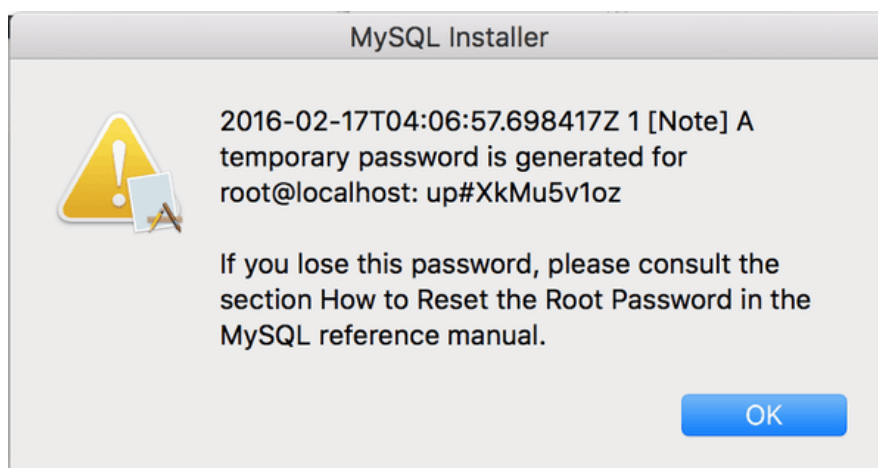 MySQL Installer
2016-02-17T04:06:57.698417Z 1 [Note] A
temporary password is generated for
root@localhost: up#XkMu5v1oz
If you lose this password, please consult the
section How to Reset the Root Password in the
MySQL reference manual.
OK